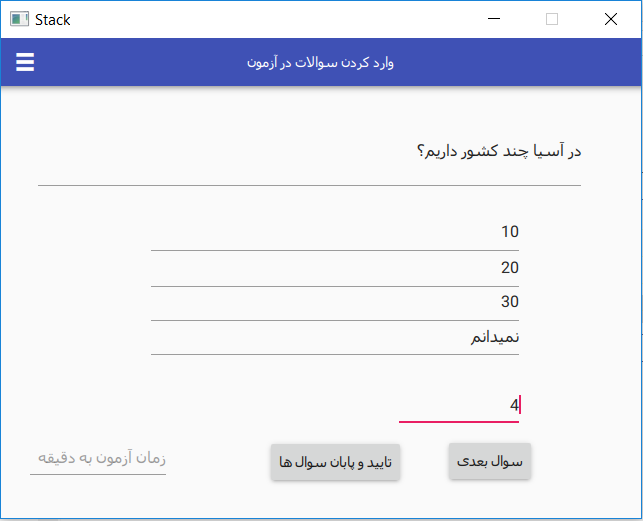 Stack
وارد کردن سوالات در آزمون
در آسیا چند کشور داریم؟
10
20
30
نمیدانم
4
سوال بعدی
تایید و پایان سوال ها
زمان آزمون به دقیقه